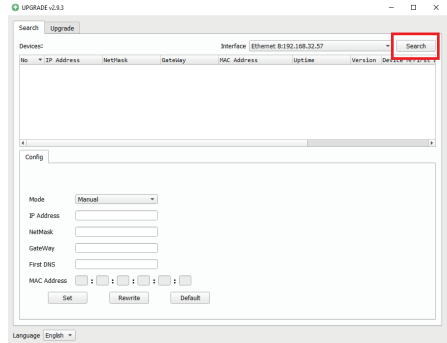 UPGRADE v2.9.3
Search Upgrade
Devices: Interface Ethernet 8:192.168.32.57 Search
No IP Address NetMask GateWay MAC Address Uptime Version
Config
Mode Manual
IP Address
NetMask
GateWay
First DNS
MAC Address : : : : :
Set Rewrite Default
Language English